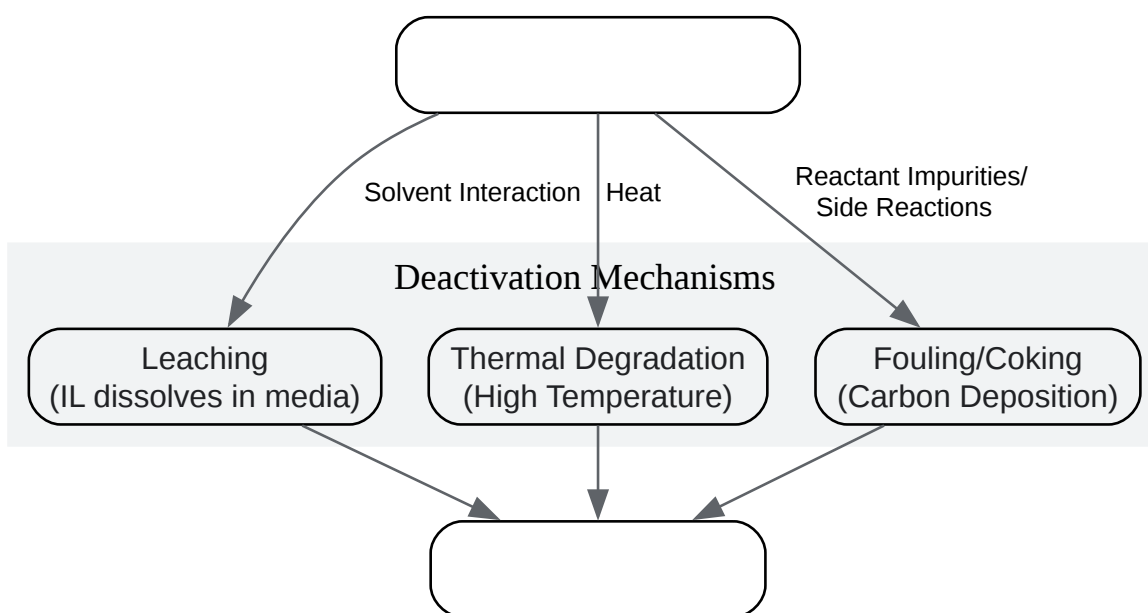 Solvent Interaction
Heat
Reactant Impurities/
Side Reactions
Deactivation Mechanisms
Leaching
(IL dissolves in media)
Thermal Degradation
(High Temperature)
Fouling/Coking
(Carbon Deposition)